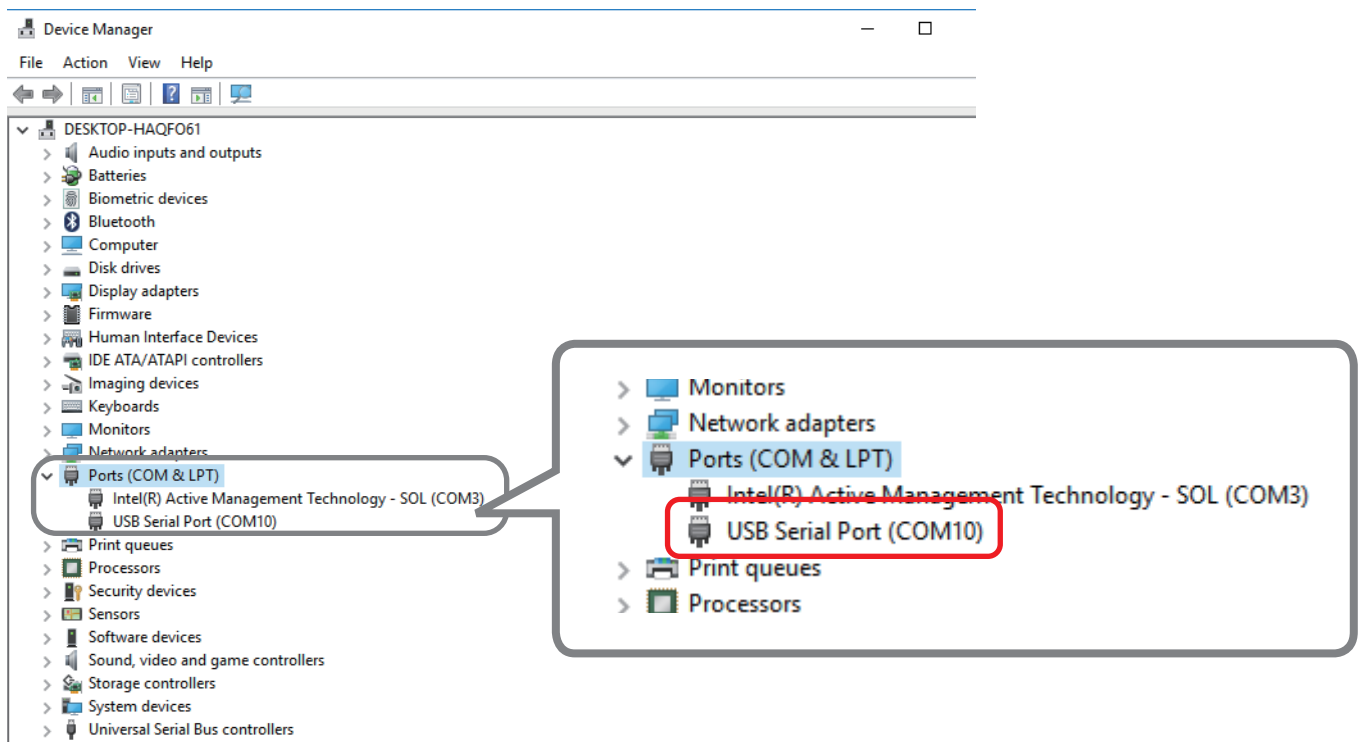 Device Manager
File Action View Help
DESKTOP-HAQFO61
Audio inputs and outputs
Batteries
Biometric devices
Bluetooth
Computer
Disk drives
Display adapters
Firmware
Human Interface Devices
IDE ATA/ATAPI controllers
Imaging devices
Keyboards
Monitors
Network adapters
Ports (COM & LPT)
Intel(R) Active Management Technology - SOL (COM3)
USB Serial Port (COM10)
Print queues
Processors
Security devices
Sensors
Software devices
Sound, video and game controllers
Storage controllers
System devices
Universal Serial Bus controllers
Monitors
Network adapters
Ports (COM & LPT)
Intel(R) Active Management Technology - SOL (COM3)
USB Serial Port (COM10)
Print queues
Processors